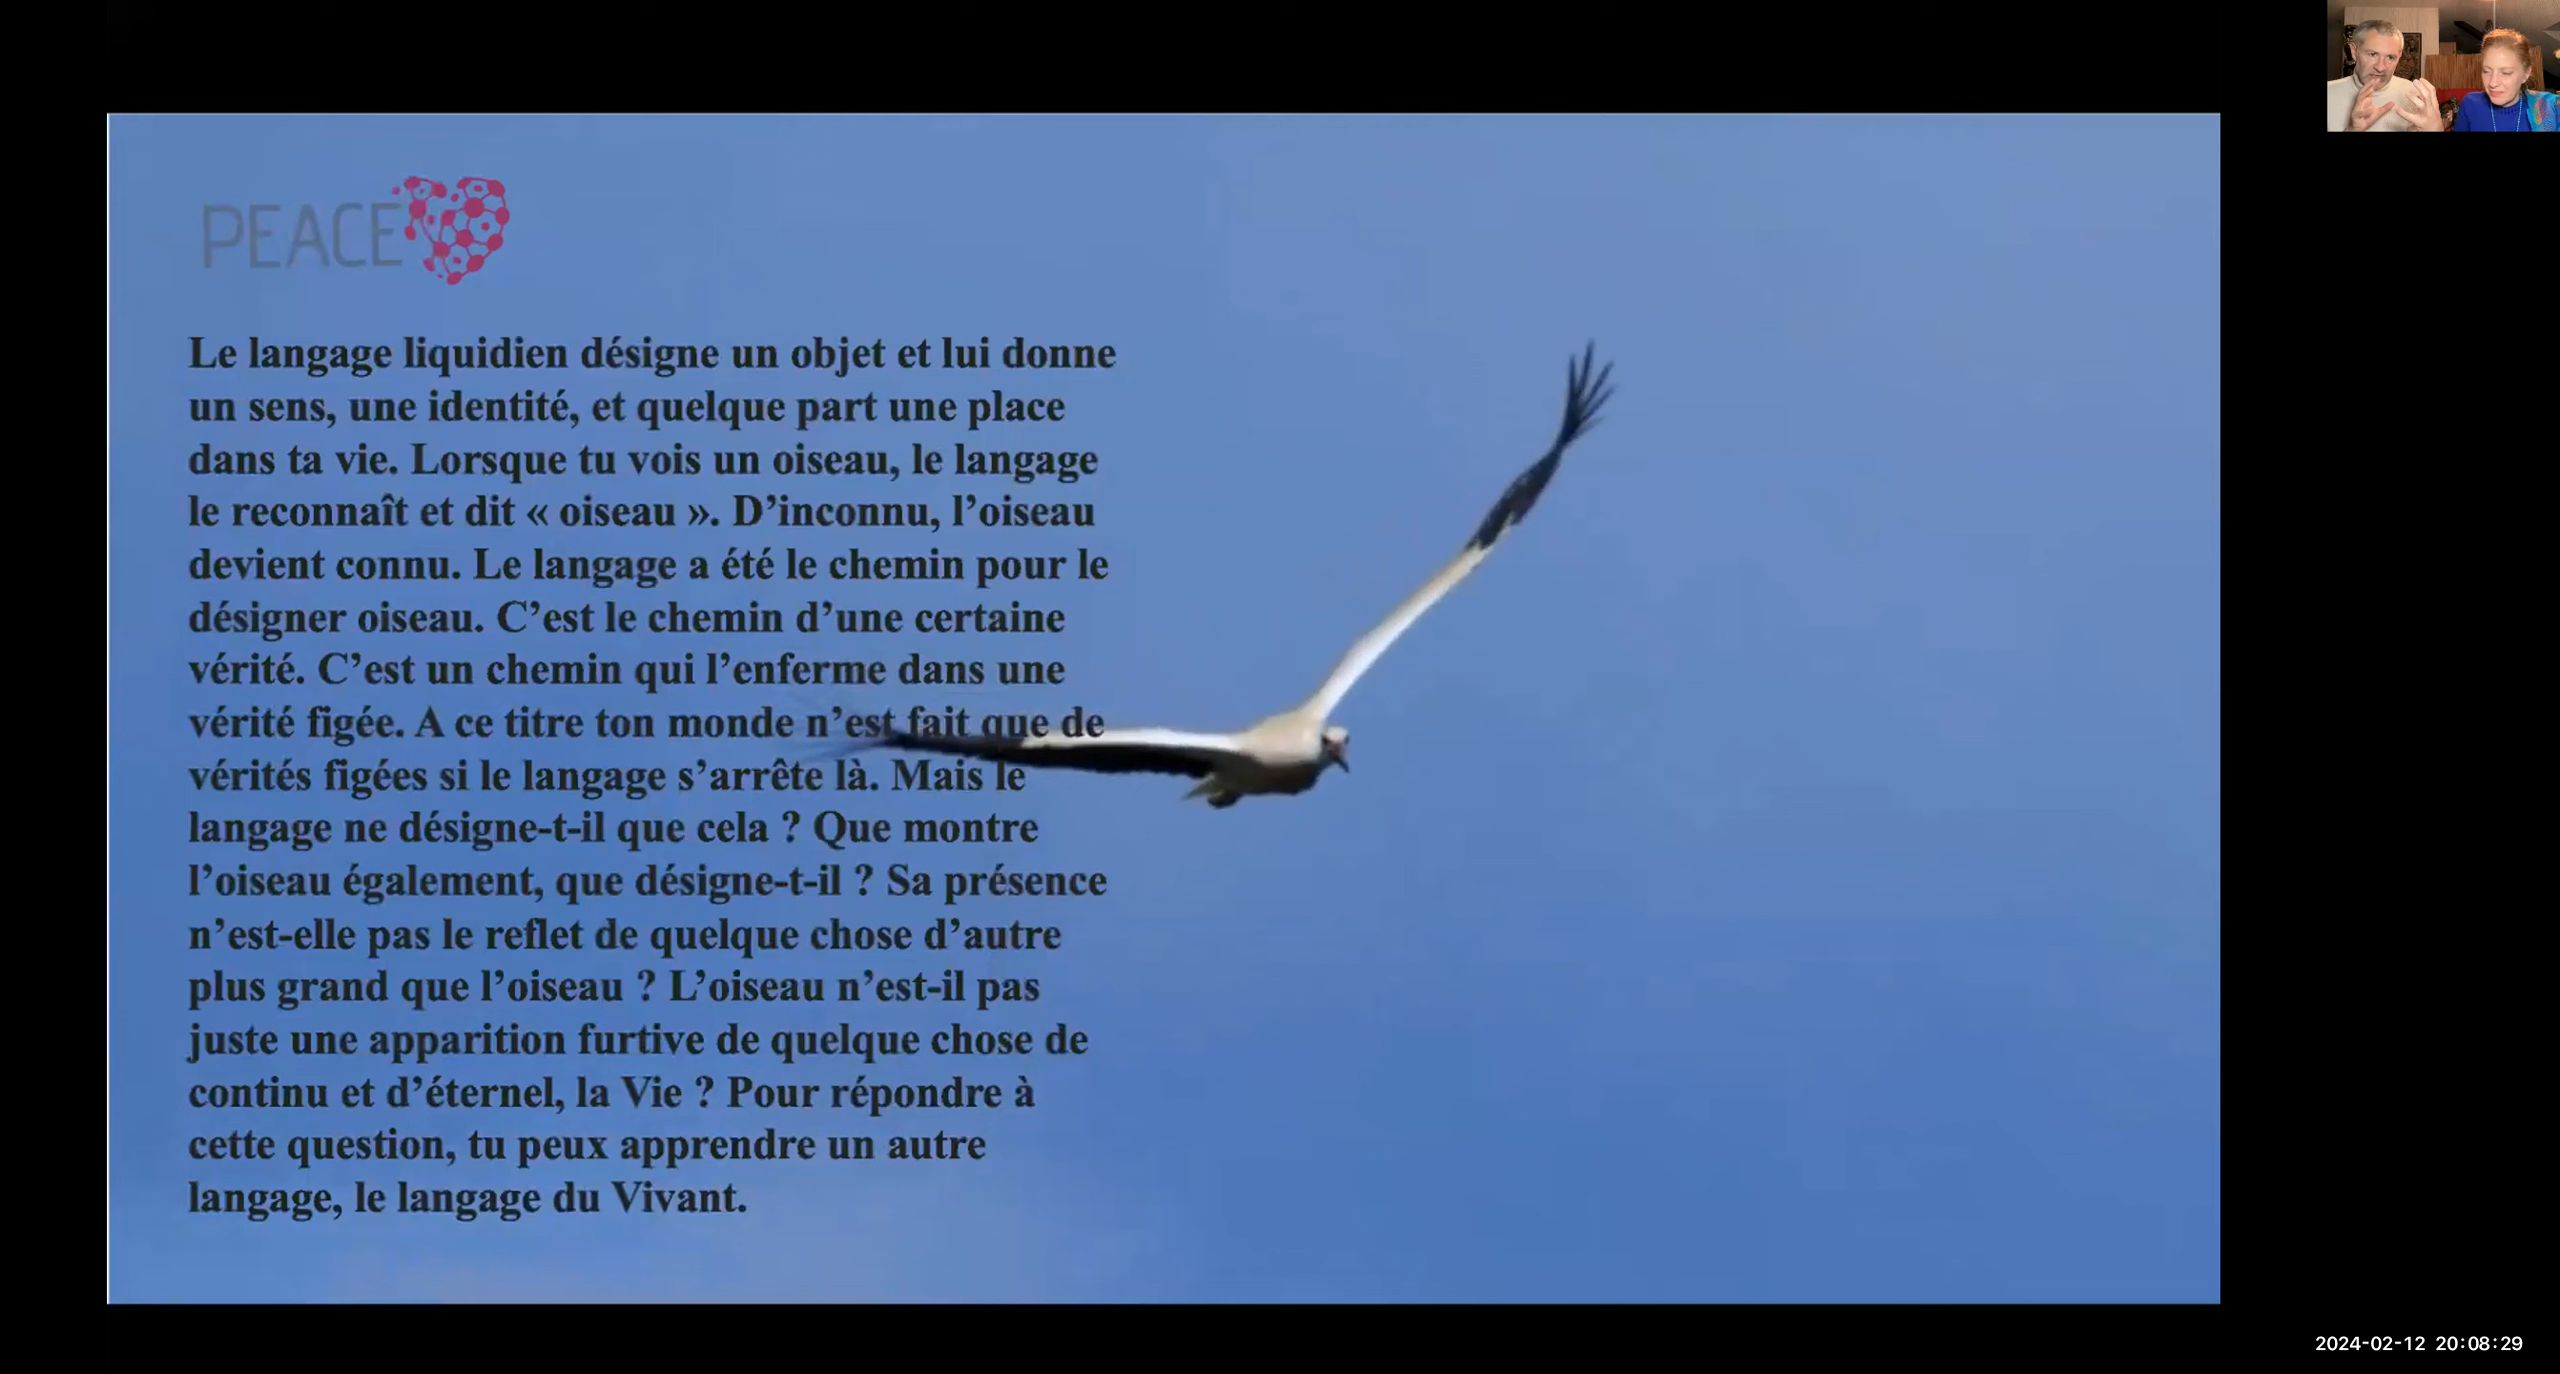 PEACE
Le langage liquidien désigne un objet et lui donne
un sens, une identité, et quelque part une place
dans ta vie. Lorsque tu vois un oiseau, le langage
le reconnaît et dit « oiseau ». D’inconnu, l’oiseau
devient connu. Le langage a été le chemin pour le
désigner oiseau. C’est le chemin d’une certaine
vérité. C’est un chemin qui l’enferme dans une
vérité figée. A ce titre ton monde n’est fait que de
vérités figées si le langage s’arrête là. Mais le
langage ne désigne-t-il que cela ? Que montre
l’oiseau également, que désigne-t-il ? Sa présence
n’est-elle pas le reflet de quelque chose d’autre
plus grand que l’oiseau ? L’oiseau n’est-il pas
juste une apparition furtive de quelque chose de
continu et d’éternel, la Vie ? Pour répondre à
cette question, tu peux apprendre un autre
langage, le langage du Vivant.
2024-02-12 20:08:29